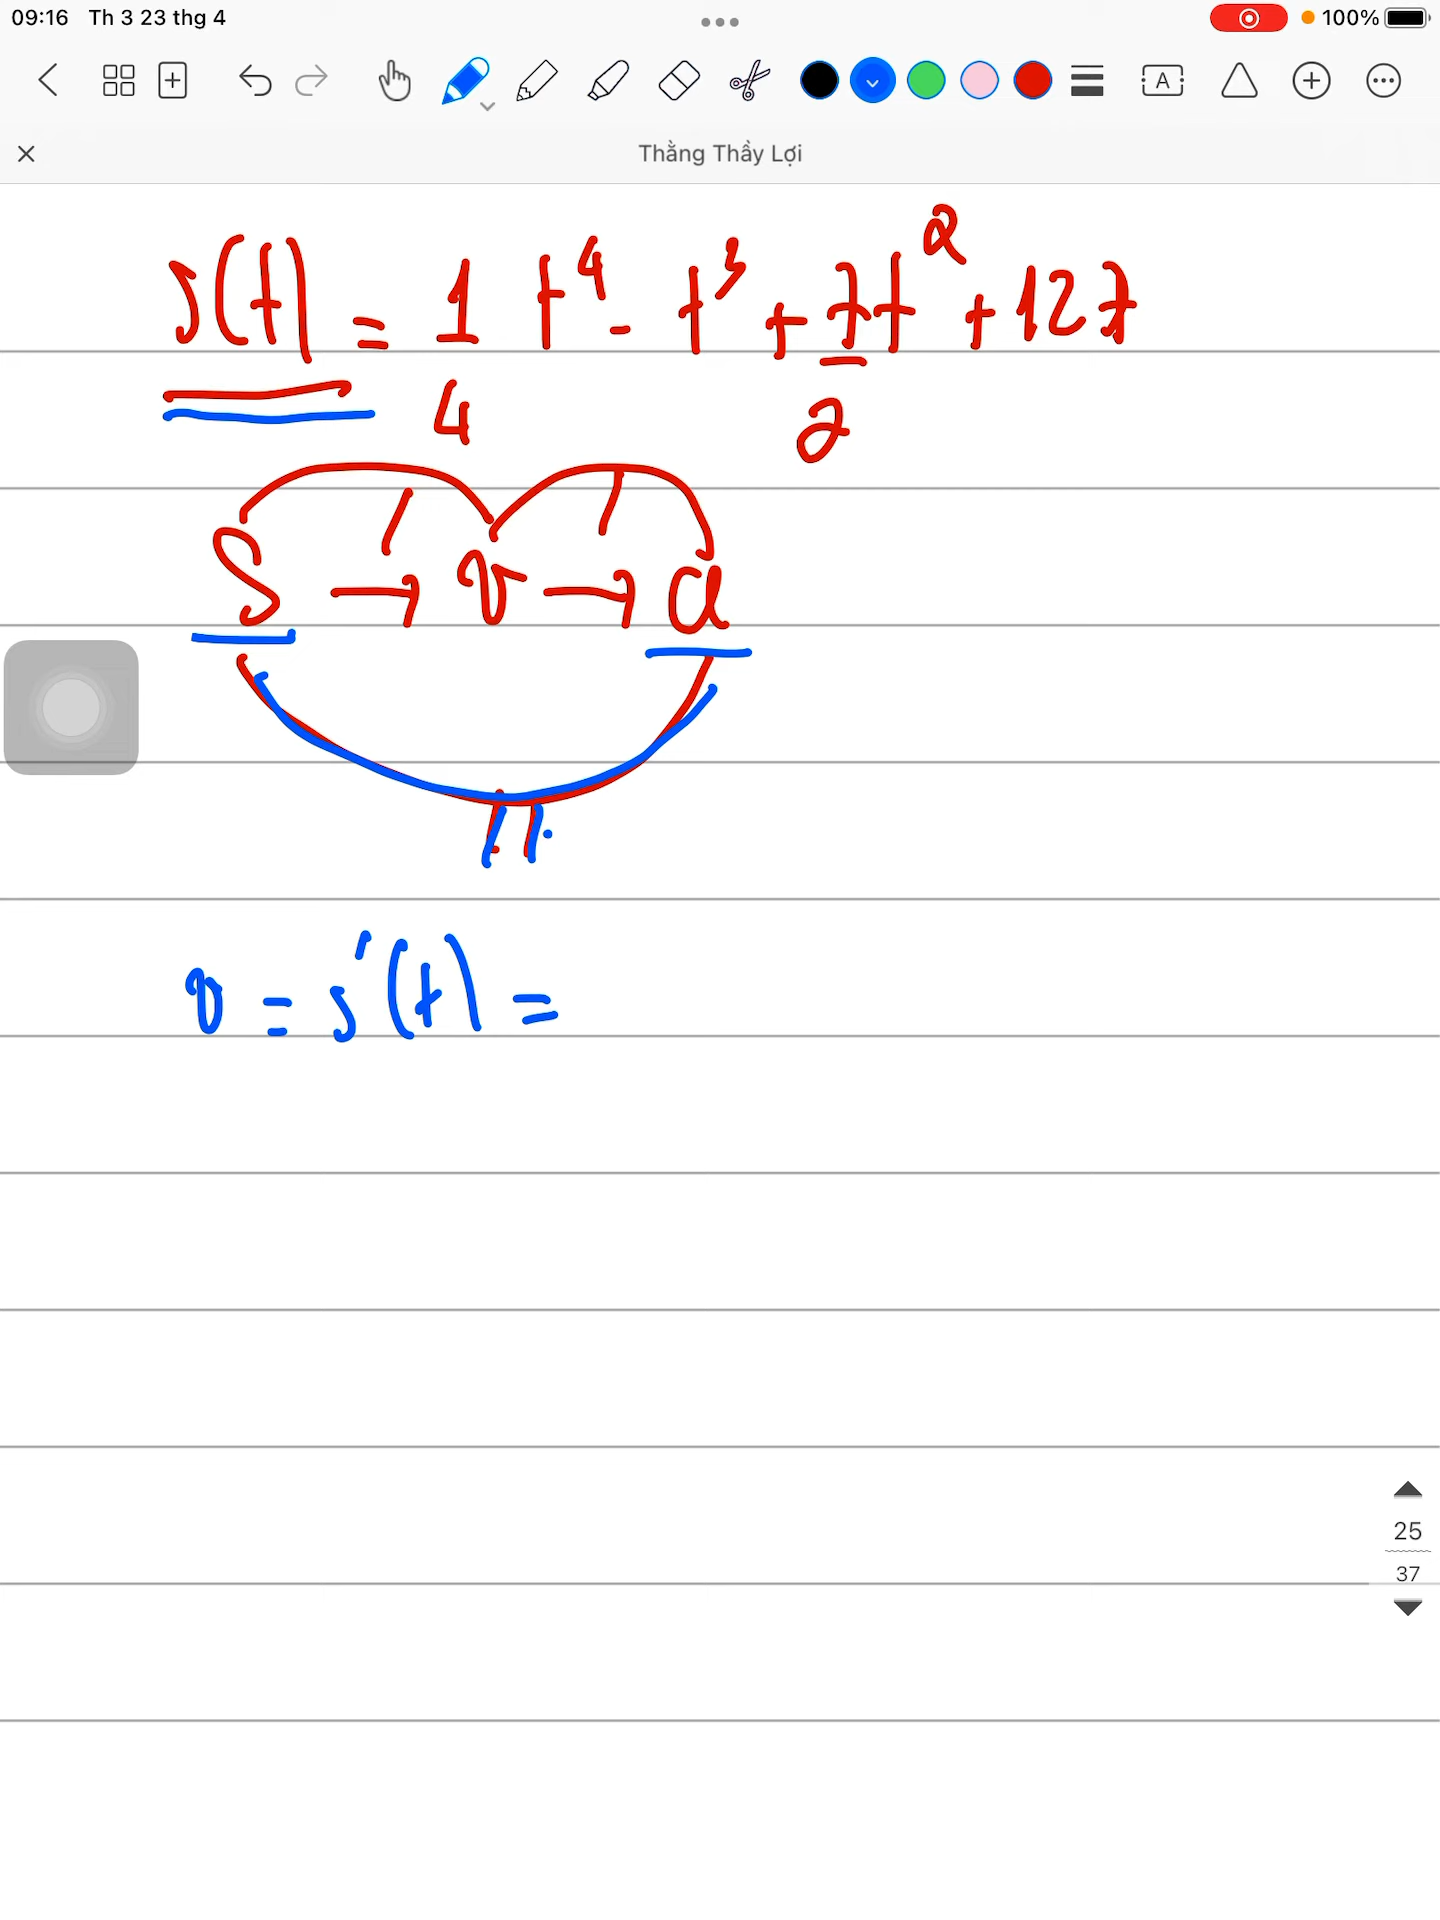 09:16 Th 3 23 thg 4
100%
A
Thằng Thầy Lợi
s(t) = 1/4 t⁴ - t³ + 7/2 t² + 12t
S → v → a
v = s'(t) =
25
37